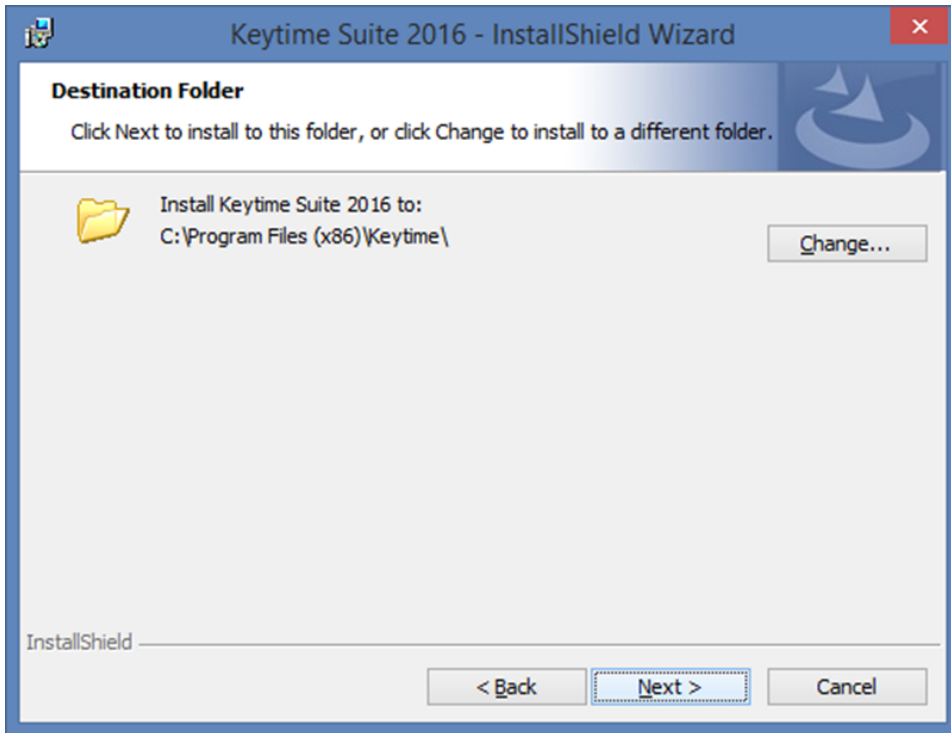 Keytime Suite 2016 - InstallShield Wizard
Destination Folder
Click Next to install to this folder, or click Change to install to a different folder.
Install Keytime Suite 2016 to:
C:\Program Files (x86)\Keytime\
Change...
InstallShield
< Back
Next >
Cancel